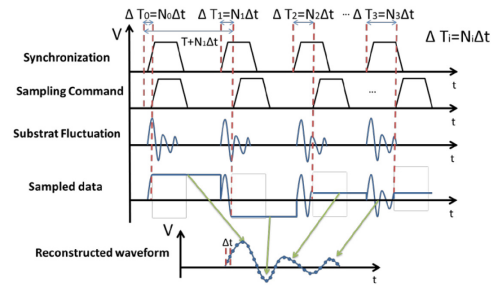 Δ T₀=N₀Δt Δ T₁=N₁Δt Δ T₂=N₂Δt ... Δ T₃=N₃Δt
V
T+N₁Δt
Δ Tᵢ=NᵢΔt
Synchronization
t
Sampling Command
...
t
Substrat Fluctuation
t
Sampled data
t
V
Δt
Reconstructed waveform
t